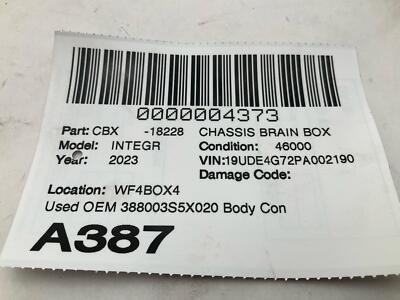 0000004373
Part: CBX -18228 CHASSIS BRAIN BOX
Model: INTEGR Condition: 46000
Year: 2023 VIN:19UDE4G72PA002190
Damage Code:
Location: WF4BOX4
Used OEM 388003S5X020 Body Con
A387